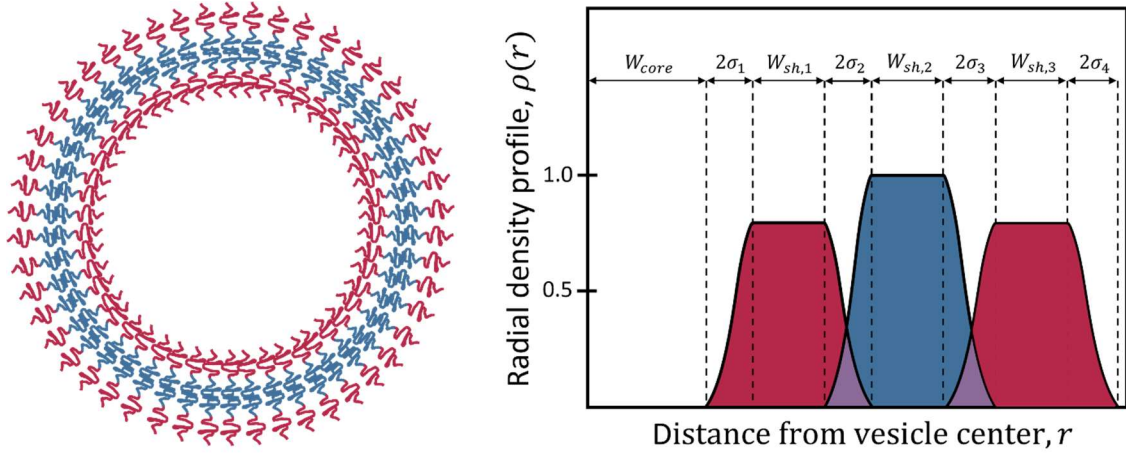 W_core 2σ_1 W_sh,1 2σ_2 W_sh,2 2σ_3 W_sh,3 2σ_4
Radial density profile, ρ(r)
1.0
0.5
Distance from vesicle center, r